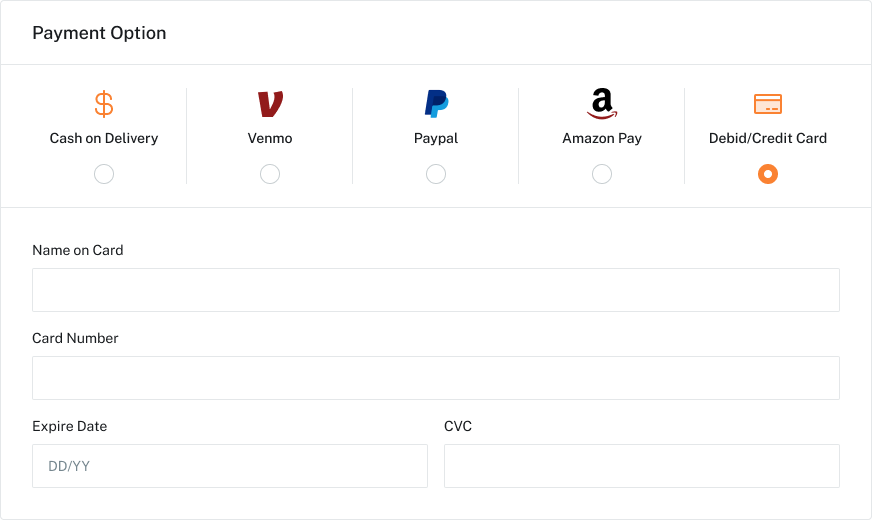 Payment Option
Cash on Delivery
Venmo
Paypal
Amazon Pay
Debid/Credit Card
Name on Card
Card Number
Expire Date
CVC
DD/YY